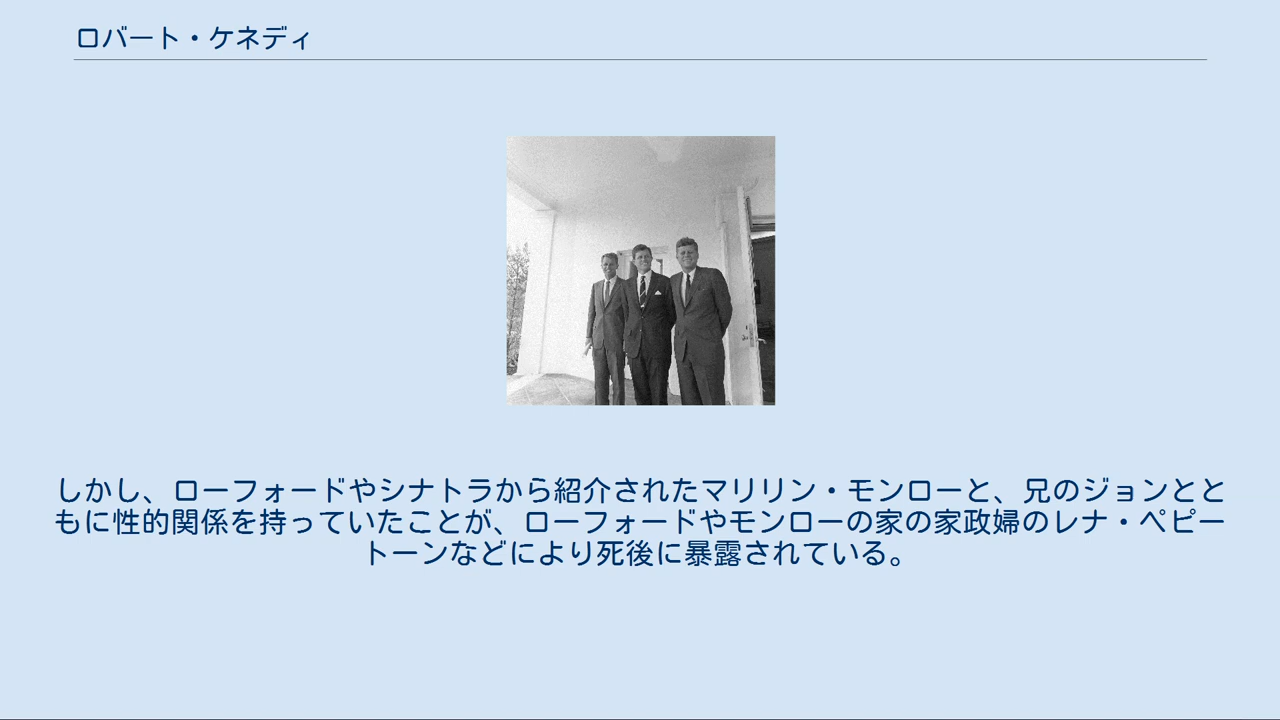 ロバート・ケネディ
しかし、ローフォードやシナトラから紹介されたマリリン・モンローと、兄のジョンとと
もに性的関係を持っていたことが、ローフォードやモンローの家の家政婦のレナ・ペピー
トーンなどにより死後に暴露されている。